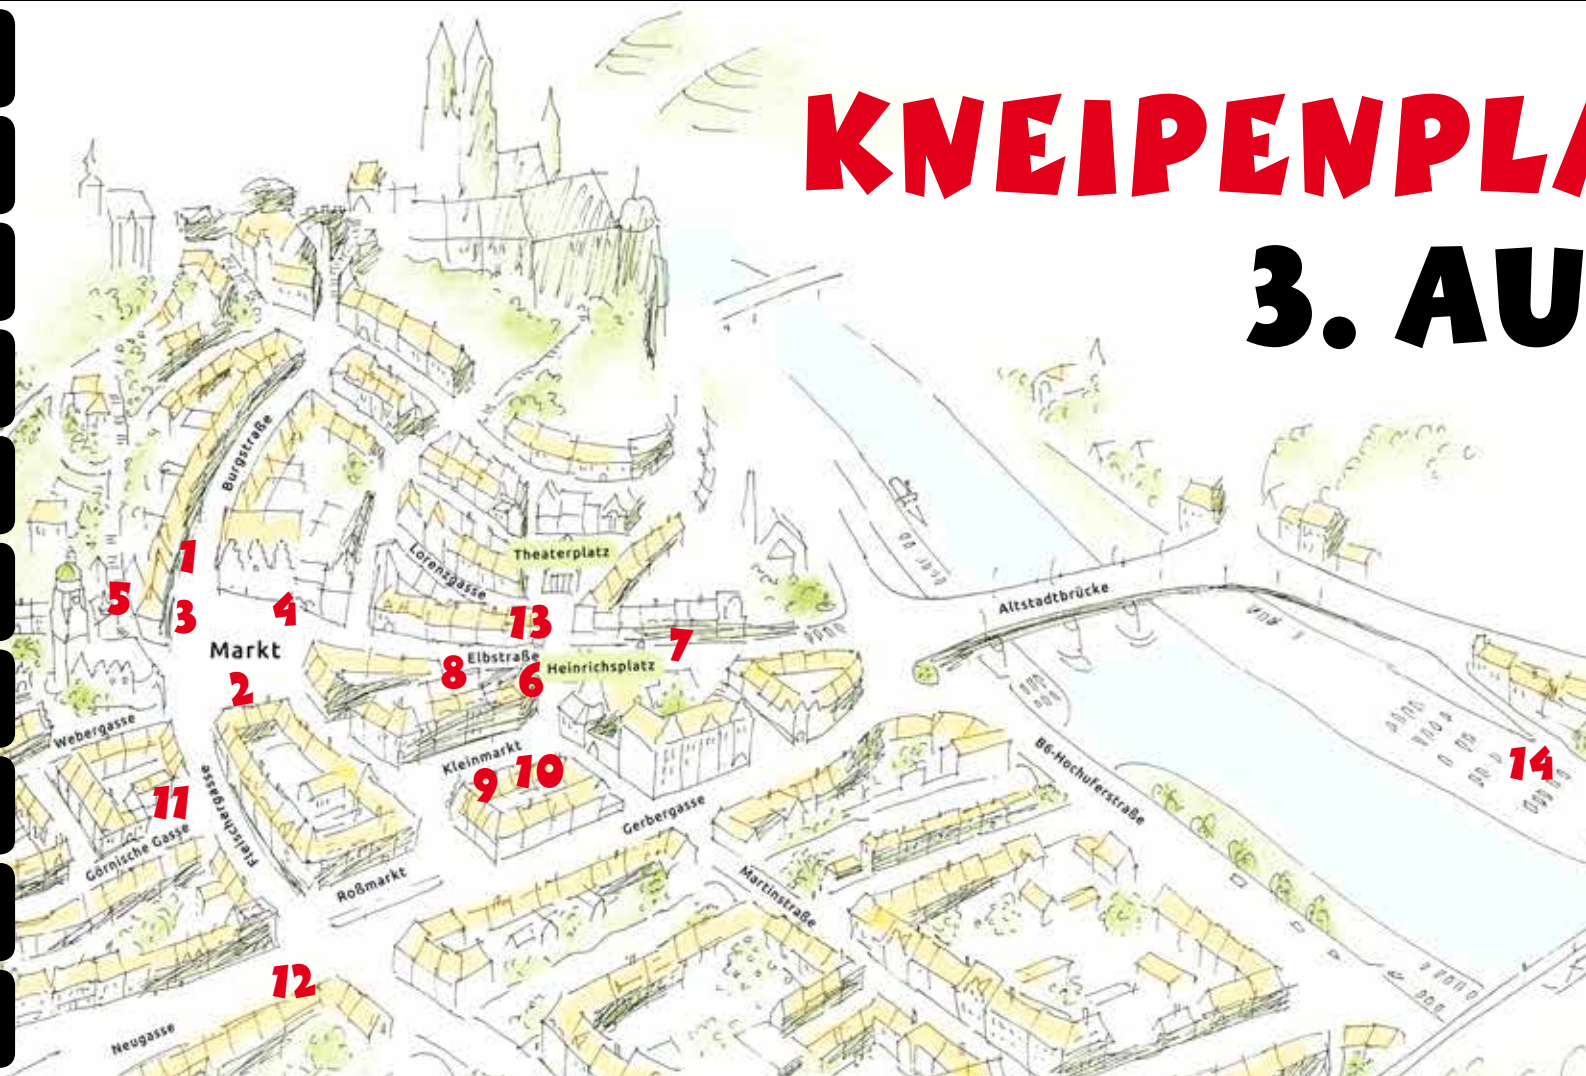 KNEIPENPLA
3. AU
Burgstraße
1
Theaterplatz
Lorenzgasse
5
3
4
13
Altstadtbrücke
Markt
Elbstraße
7
8
6
Heinrichsplatz
2
Webergasse
Kleinmarkt
9
10
B6-Hochuferstraße
14
11
Fleischergasse
Gerbergasse
Görnische Gasse
Roßmarkt
Martinstraße
12
Neugasse